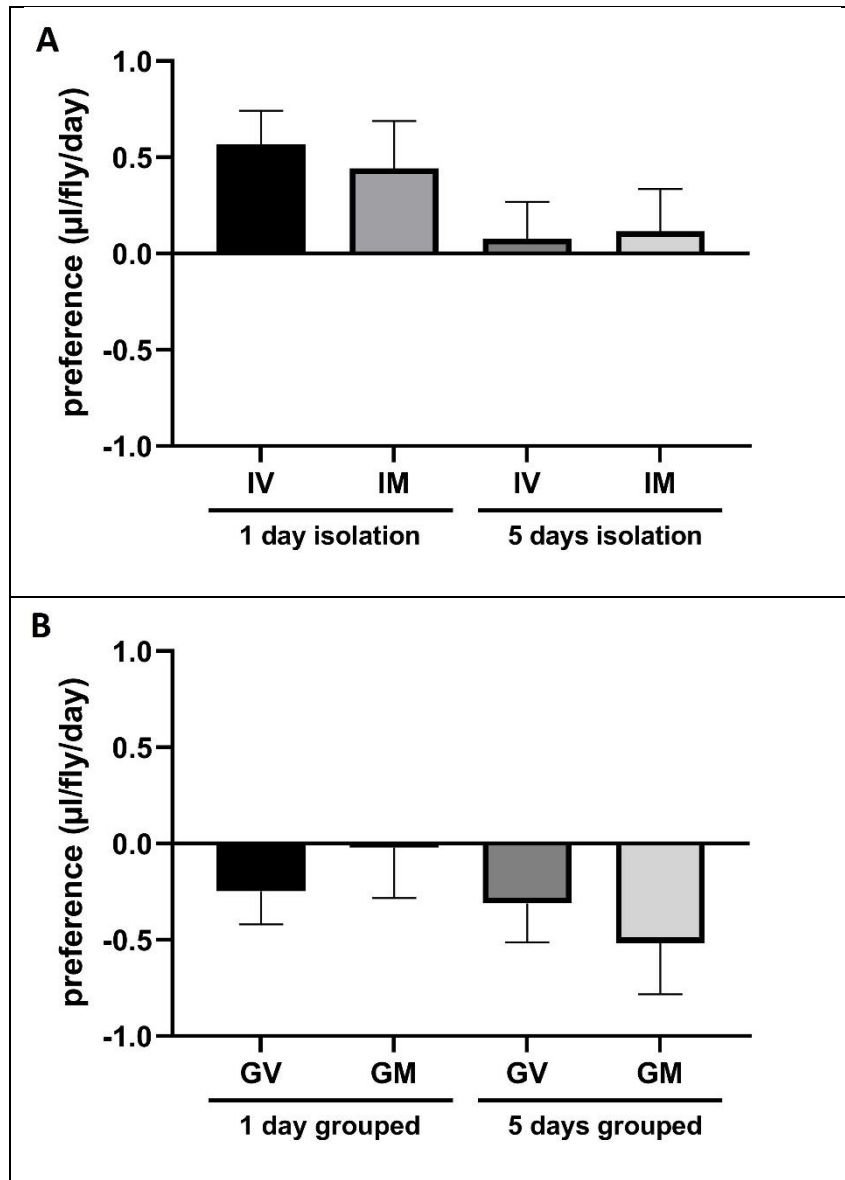 A
preference (µl/fly/day)
1.0
0.5
0.0
-0.5
-1.0
IV IM IV IM
1 day isolation 5 days isolation
B
preference (µl/fly/day)
1.0
0.5
0.0
-0.5
-1.0
GV GM GV GM
1 day grouped 5 days grouped